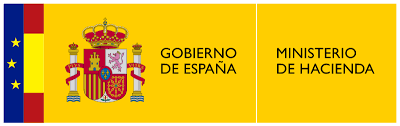 GOBIERNO
DE ESPAÑA
MINISTERIO
DE HACIENDA